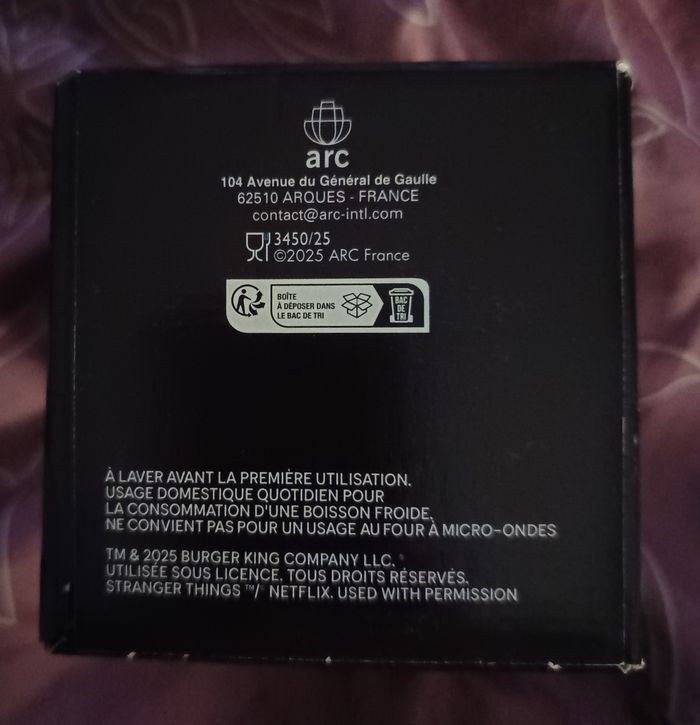 arc
104 Avenue du Général de Gaulle
62510 ARQUES - FRANCE
contact@arc-intl.com
3450/25
©2025 ARC France
BOÎTE
À DÉPOSER DANS
LE BAC DE TRI
BAC
DE
TRI
À LAVER AVANT LA PREMIÈRE UTILISATION.
USAGE DOMESTIQUE QUOTIDIEN POUR
LA CONSOMMATION D'UNE BOISSON FROIDE.
NE CONVIENT PAS POUR UN USAGE AU FOUR À MICRO-ONDES
TM & 2025 BURGER KING COMPANY LLC.
UTILISÉE SOUS LICENCE. TOUS DROITS RÉSERVÉS.
STRANGER THINGS ™/ NETFLIX. USED WITH PERMISSION